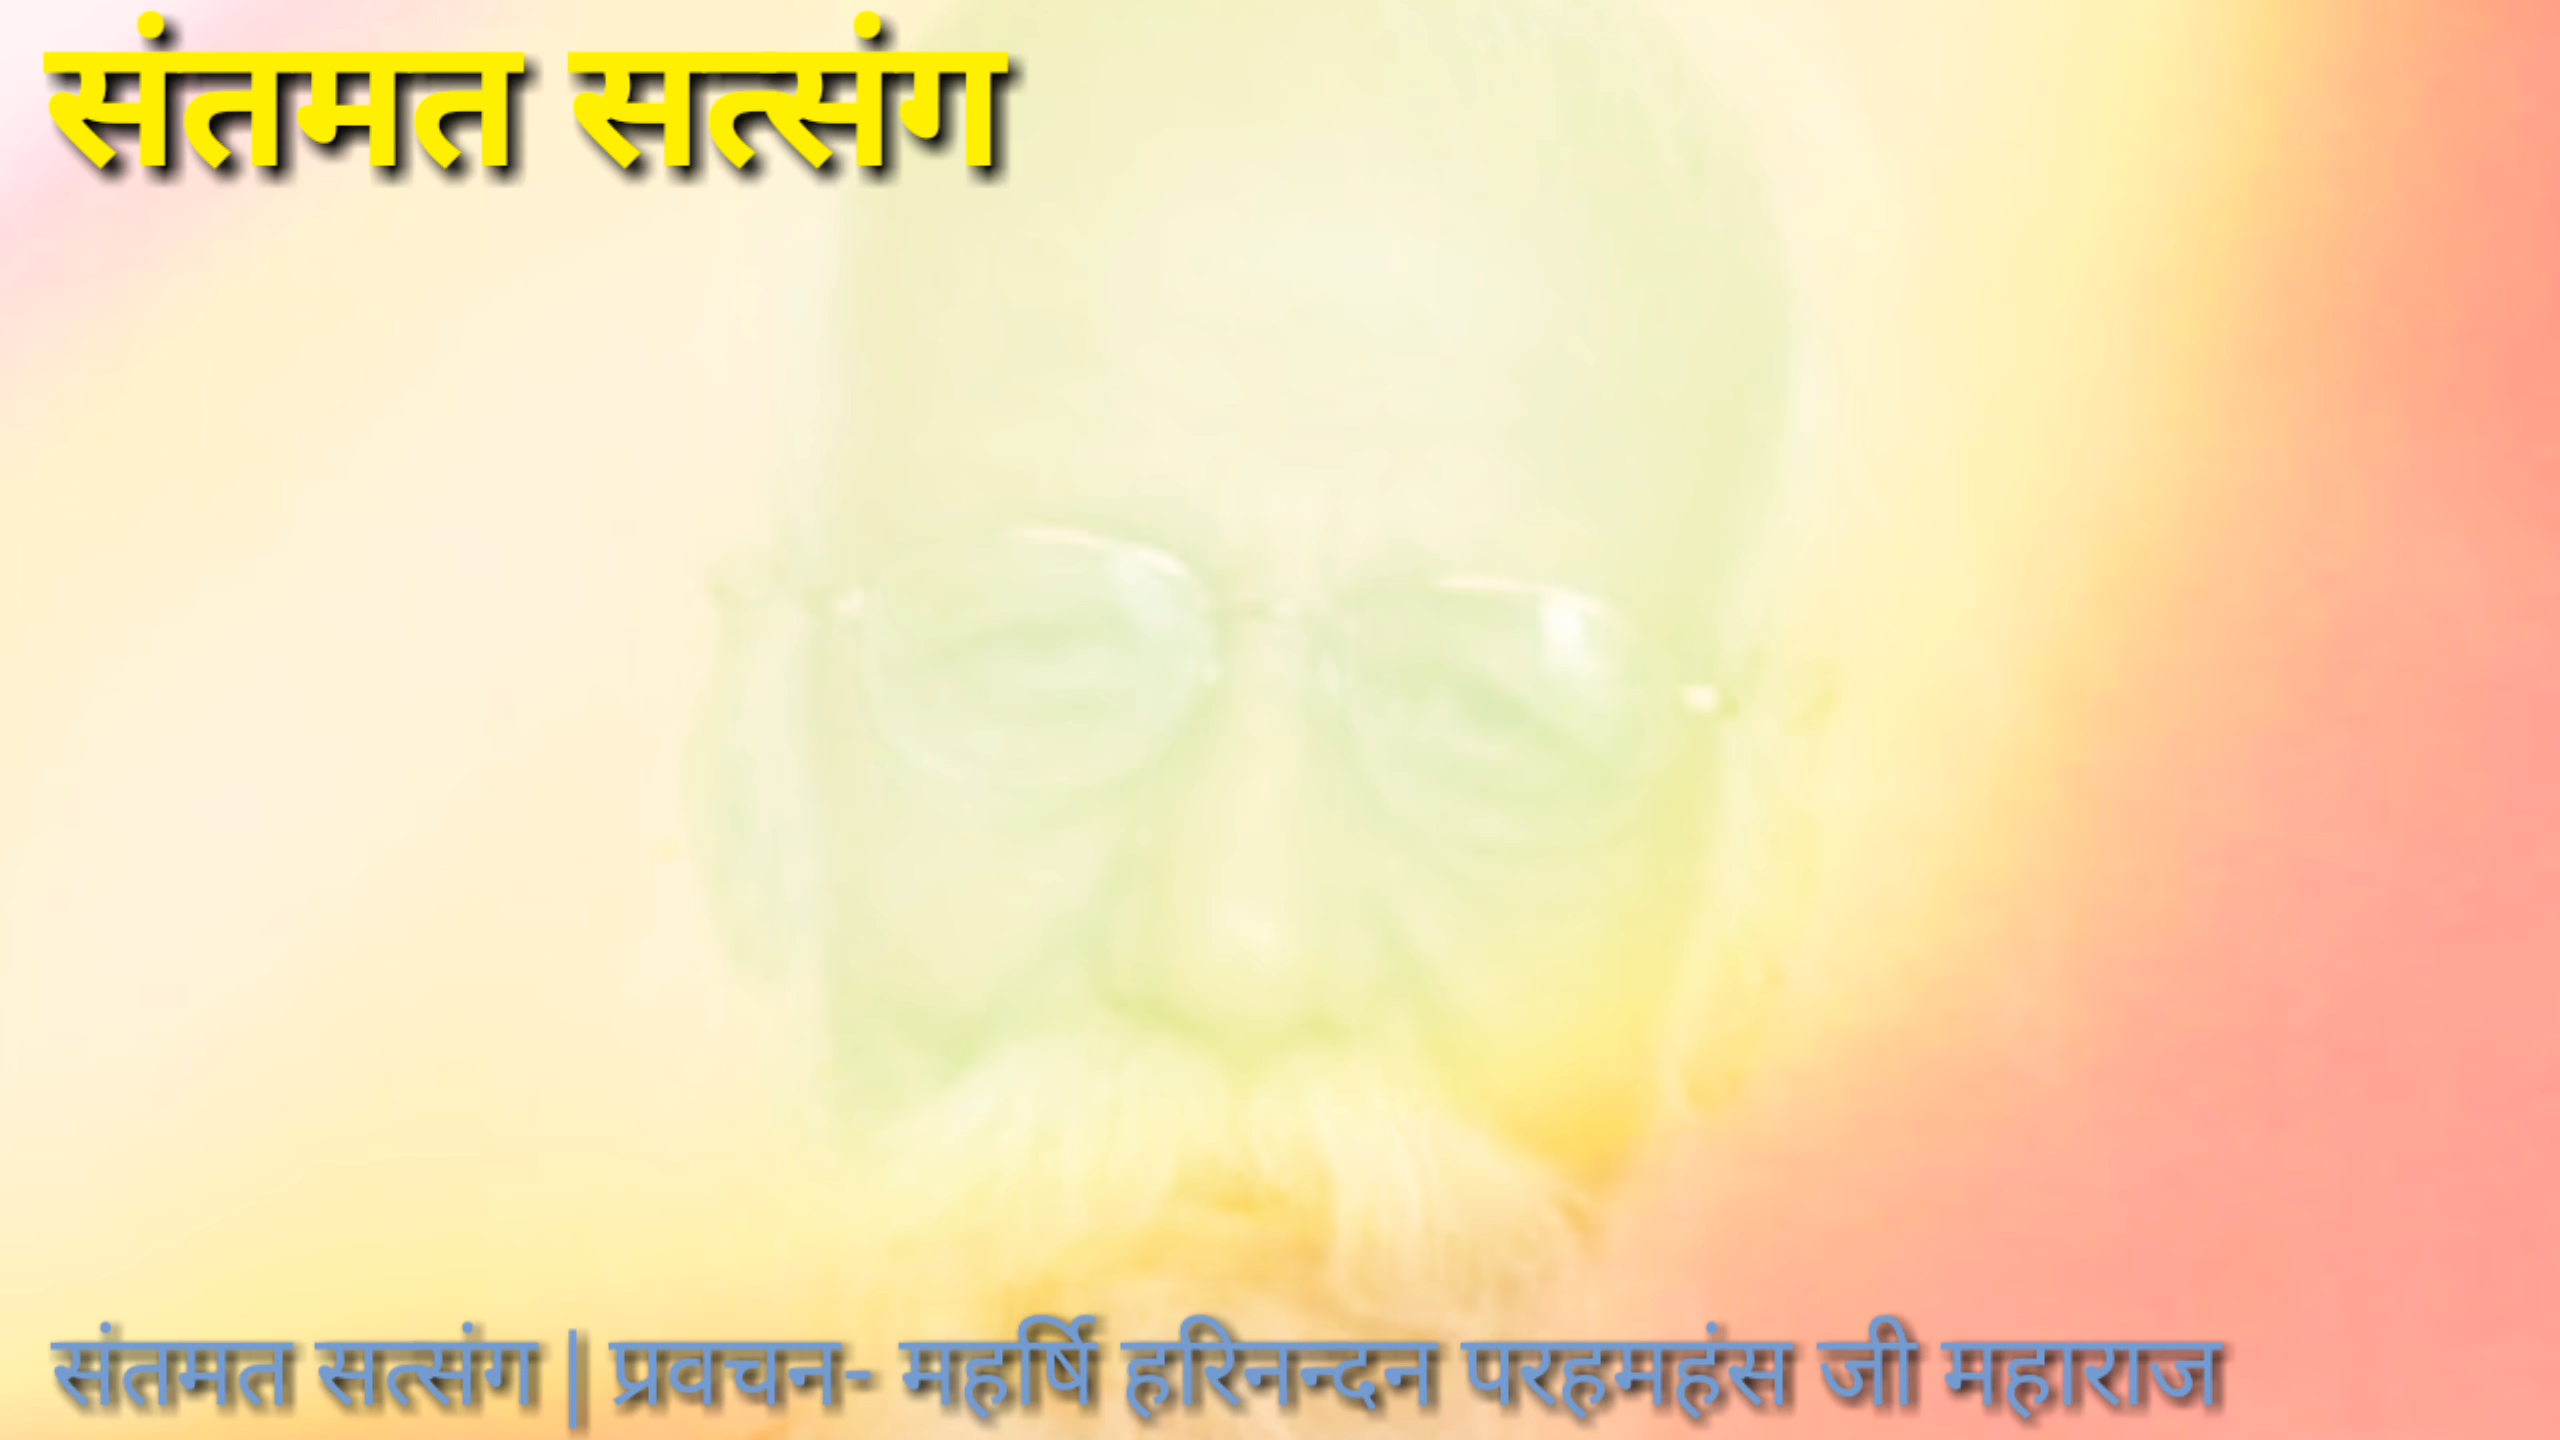 संतमत सत्संग
संतमत सत्संग | प्रवचन- महर्षि हरिनन्दन परहमहंस जी महाराज